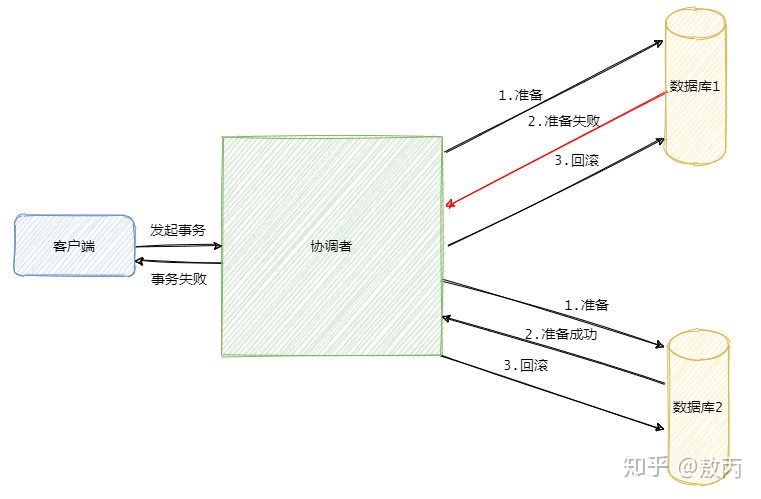 1.准备
数据库1
2.准备失败
3.回滚
发起事务
客户端
协调者
事务失败
1.准备
2.准备成功
3.回滚
数据库2
知乎 @敖丙